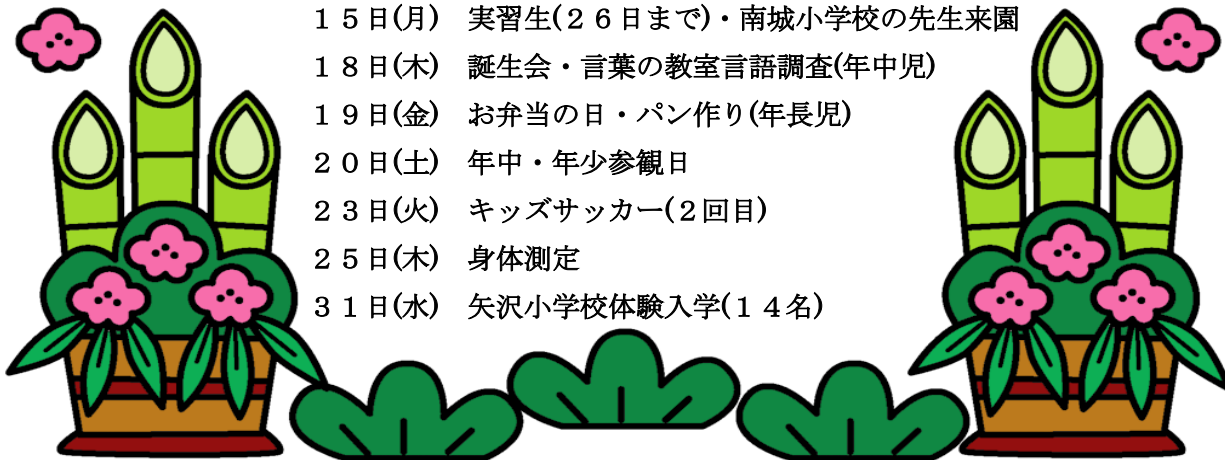 １５日(月)　実習生(２６日まで)・南城小学校の先生来園
１８日(木)　誕生会・言葉の教室言語調査(年中児)
１９日(金)　お弁当の日・パン作り(年長児)
２０日(土)　年中・年少参観日
２３日(火)　キッズサッカー(２回目)
２５日(木)　身体測定
３１日(水)　矢沢小学校体験入学(１４名)